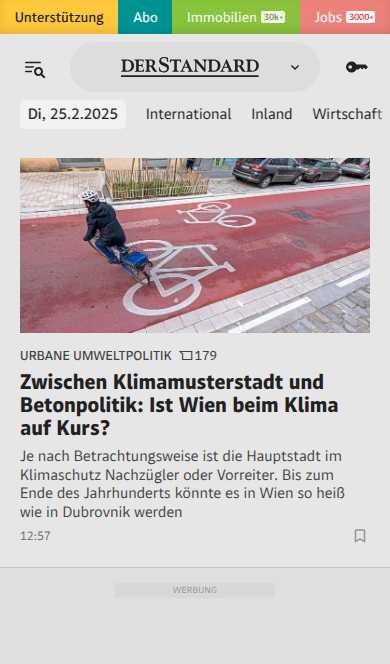 Unterstützung Abo Immobilien 30k+ Jobs 3000+
DERSTANDARD
Di, 25.2.2025 International Inland Wirtschaft
URBANE UMWELTPOLITIK 179
Zwischen Klimamusterstadt und
Betonpolitik: Ist Wien beim Klima
auf Kurs?
Je nach Betrachtungsweise ist die Hauptstadt im
Klimaschutz Nachzügler oder Vorreiter. Bis zum
Ende des Jahrhunderts könnte es in Wien so heiß
wie in Dubrovnik werden
12:57
WERBUNG